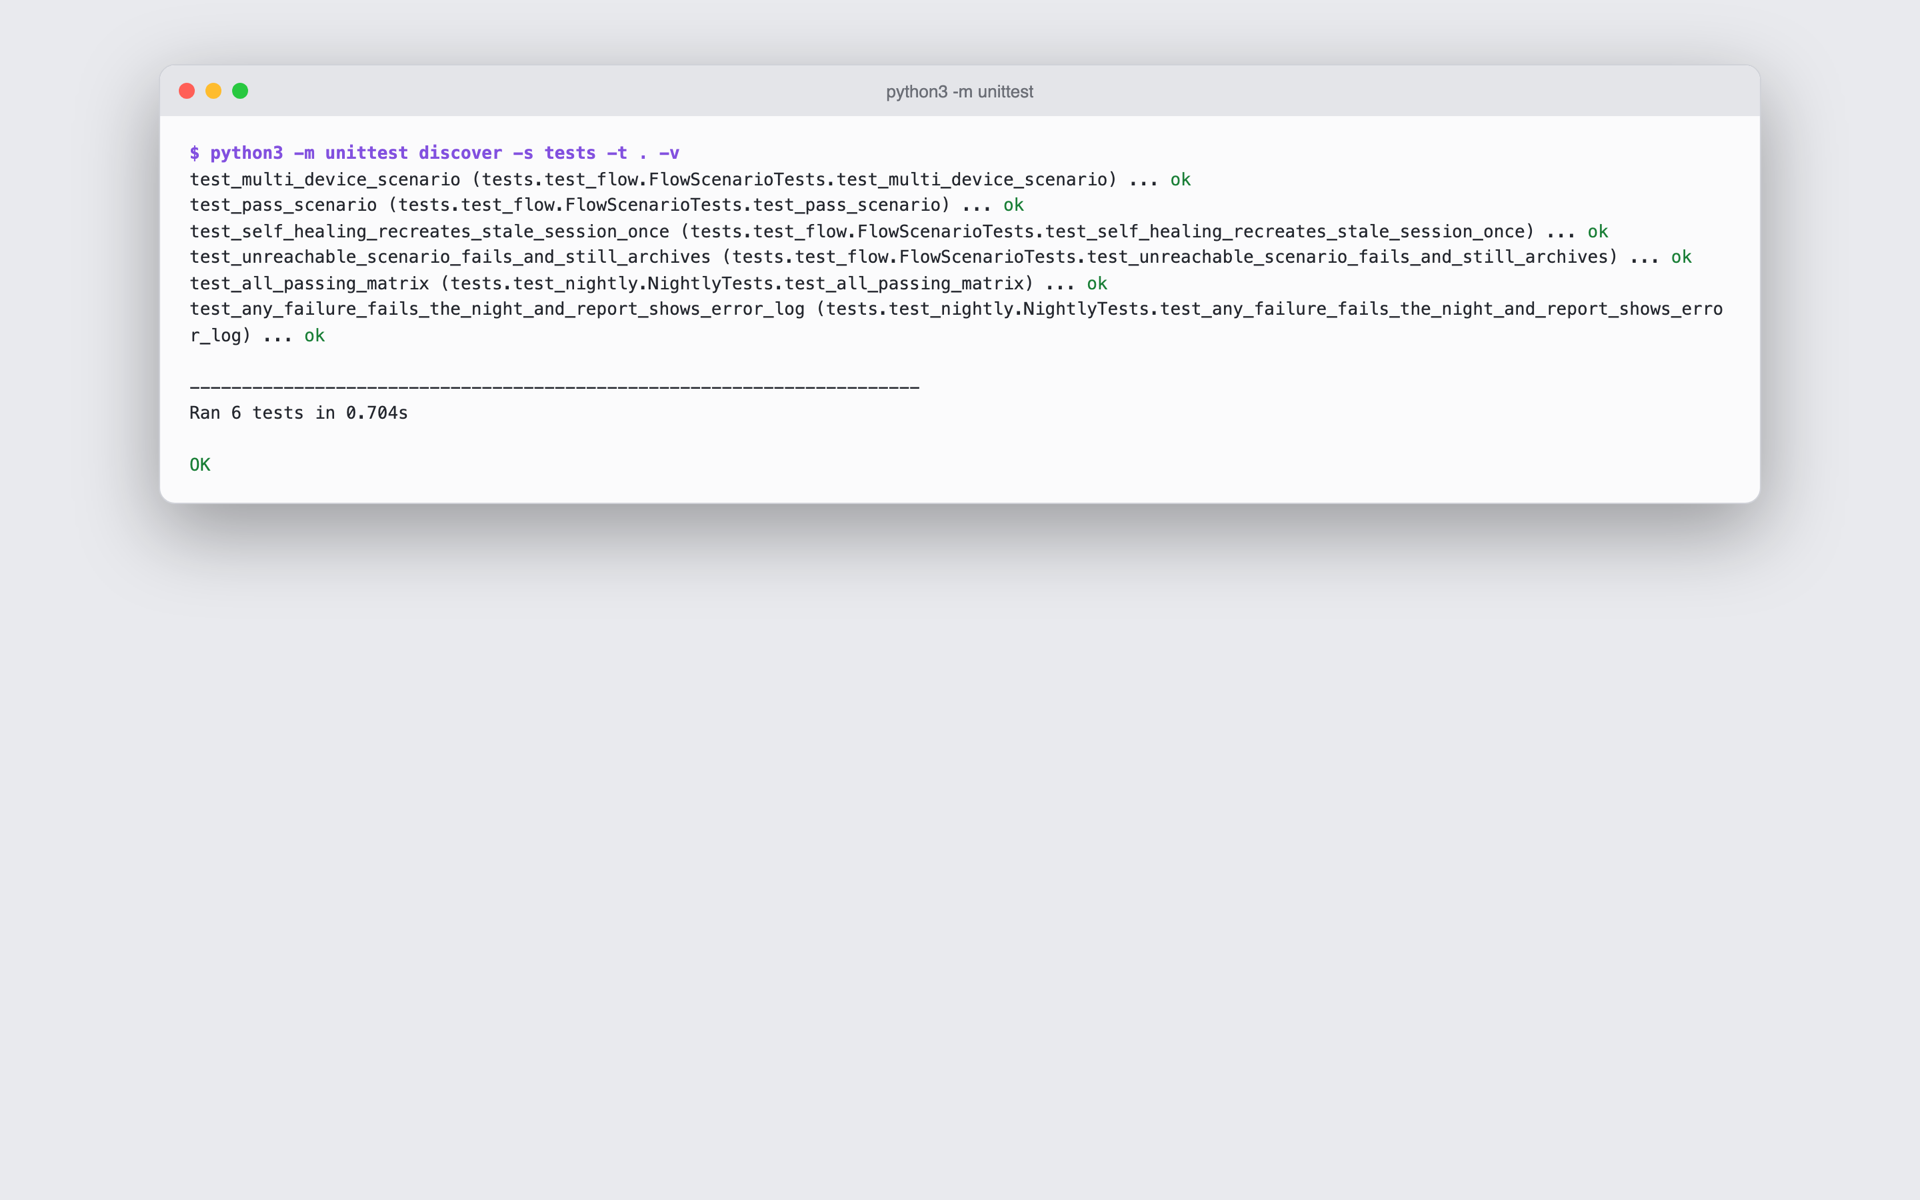 python3 -m unittest
$ python3 -m unittest discover -s tests -t . -v
test_multi_device_scenario (tests.test_flow.FlowScenarioTests.test_multi_device_scenario) ... ok
test_pass_scenario (tests.test_flow.FlowScenarioTests.test_pass_scenario) ... ok
test_self_healing_recreates_stale_session_once (tests.test_flow.FlowScenarioTests.test_self_healing_recreates_stale_session_once) ... ok
test_unreachable_scenario_fails_and_still_archives (tests.test_flow.FlowScenarioTests.test_unreachable_scenario_fails_and_still_archives) ... ok
test_all_passing_matrix (tests.test_nightly.NightlyTests.test_all_passing_matrix) ... ok
test_any_failure_fails_the_night_and_report_shows_error_log (tests.test_nightly.NightlyTests.test_any_failure_fails_the_night_and_report_shows_erro
r_log) ... ok
----------------------------------------------------------------------
Ran 6 tests in 0.704s
OK